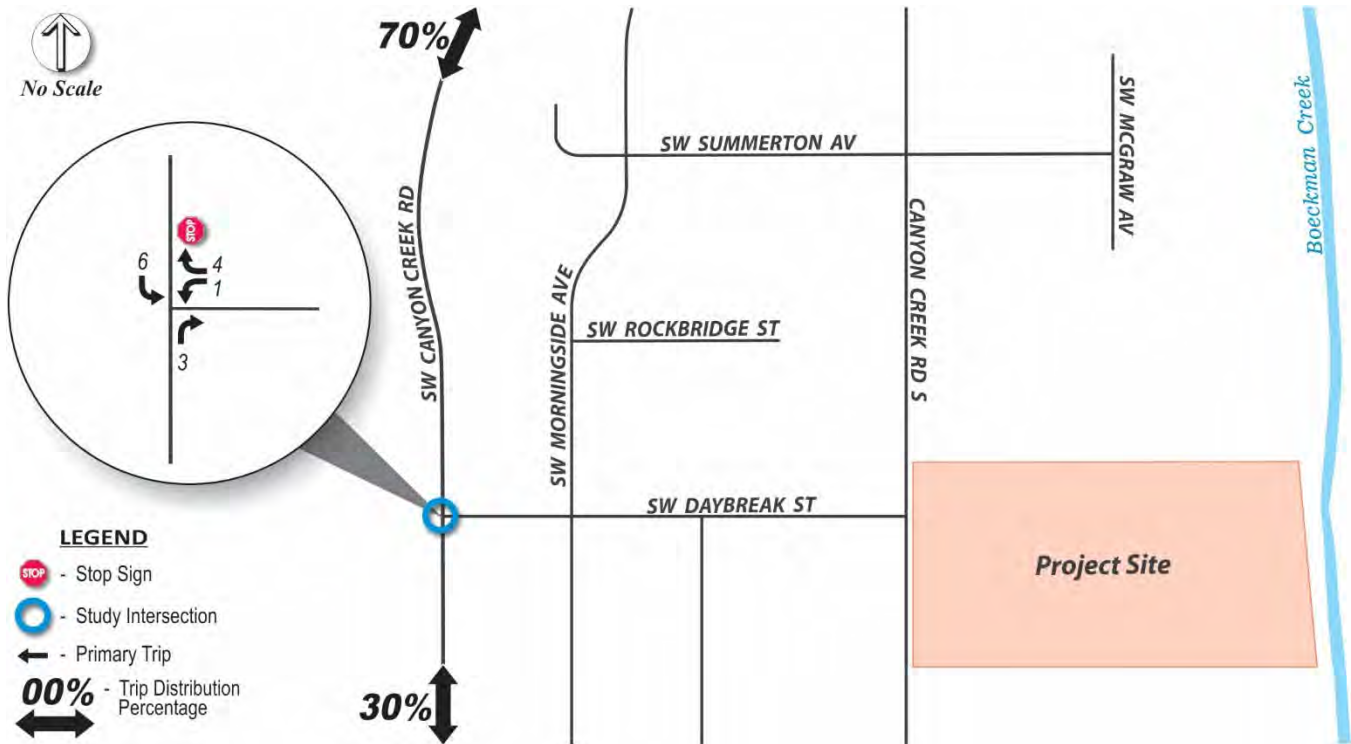 No Scale
70%
SW SUMMERTON AV
SW MCGRAW AV
Boeckman Creek
SW CANYON CREEK RD
CANYON CREEK RD S
STOP
6
4
1
3
SW MORNINGSIDE AVE
SW ROCKBRIDGE ST
SW DAYBREAK ST
Project Site
LEGEND
STOP - Stop Sign
- Study Intersection
- Primary Trip
00% - Trip Distribution
Percentage
30%